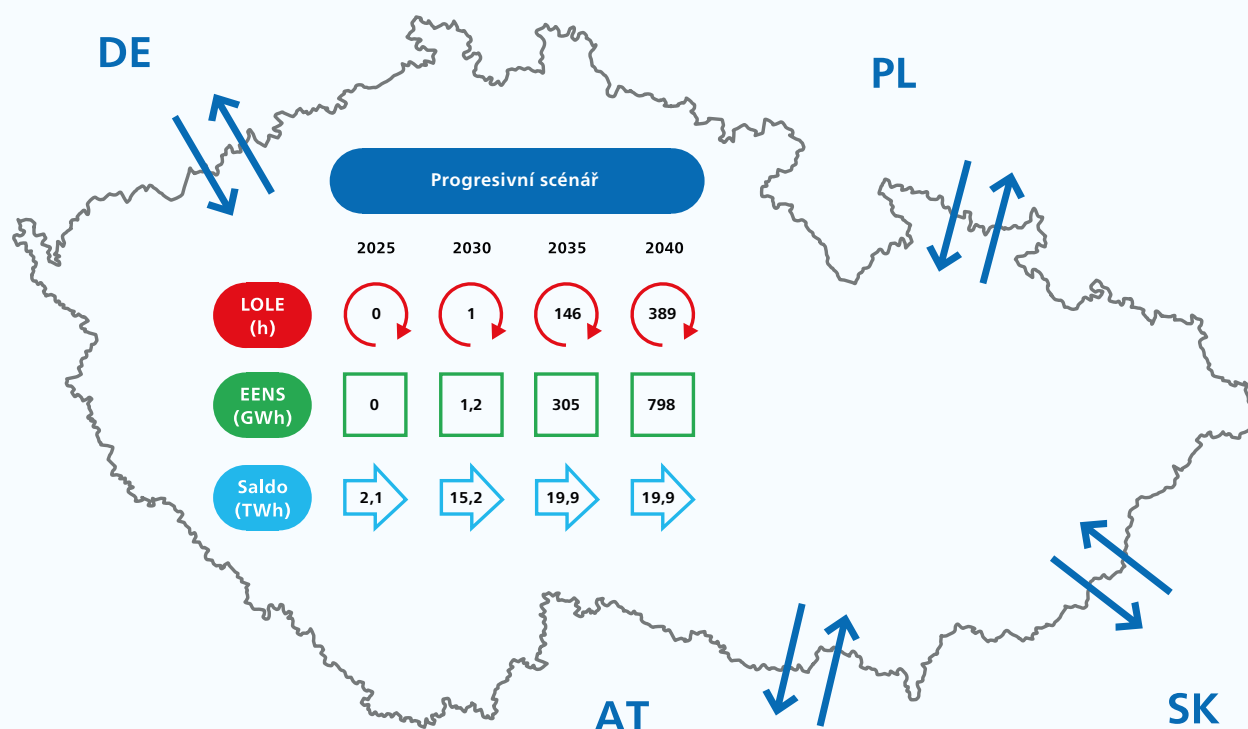 DE
PL
Progresivní scénář
2025 2030 2035 2040
LOLE
(h)
0 1 146 389
EENS
(GWh)
0 1,2 305 798
Saldo
(TWh)
2,1 15,2 19,9 19,9
AT
SK